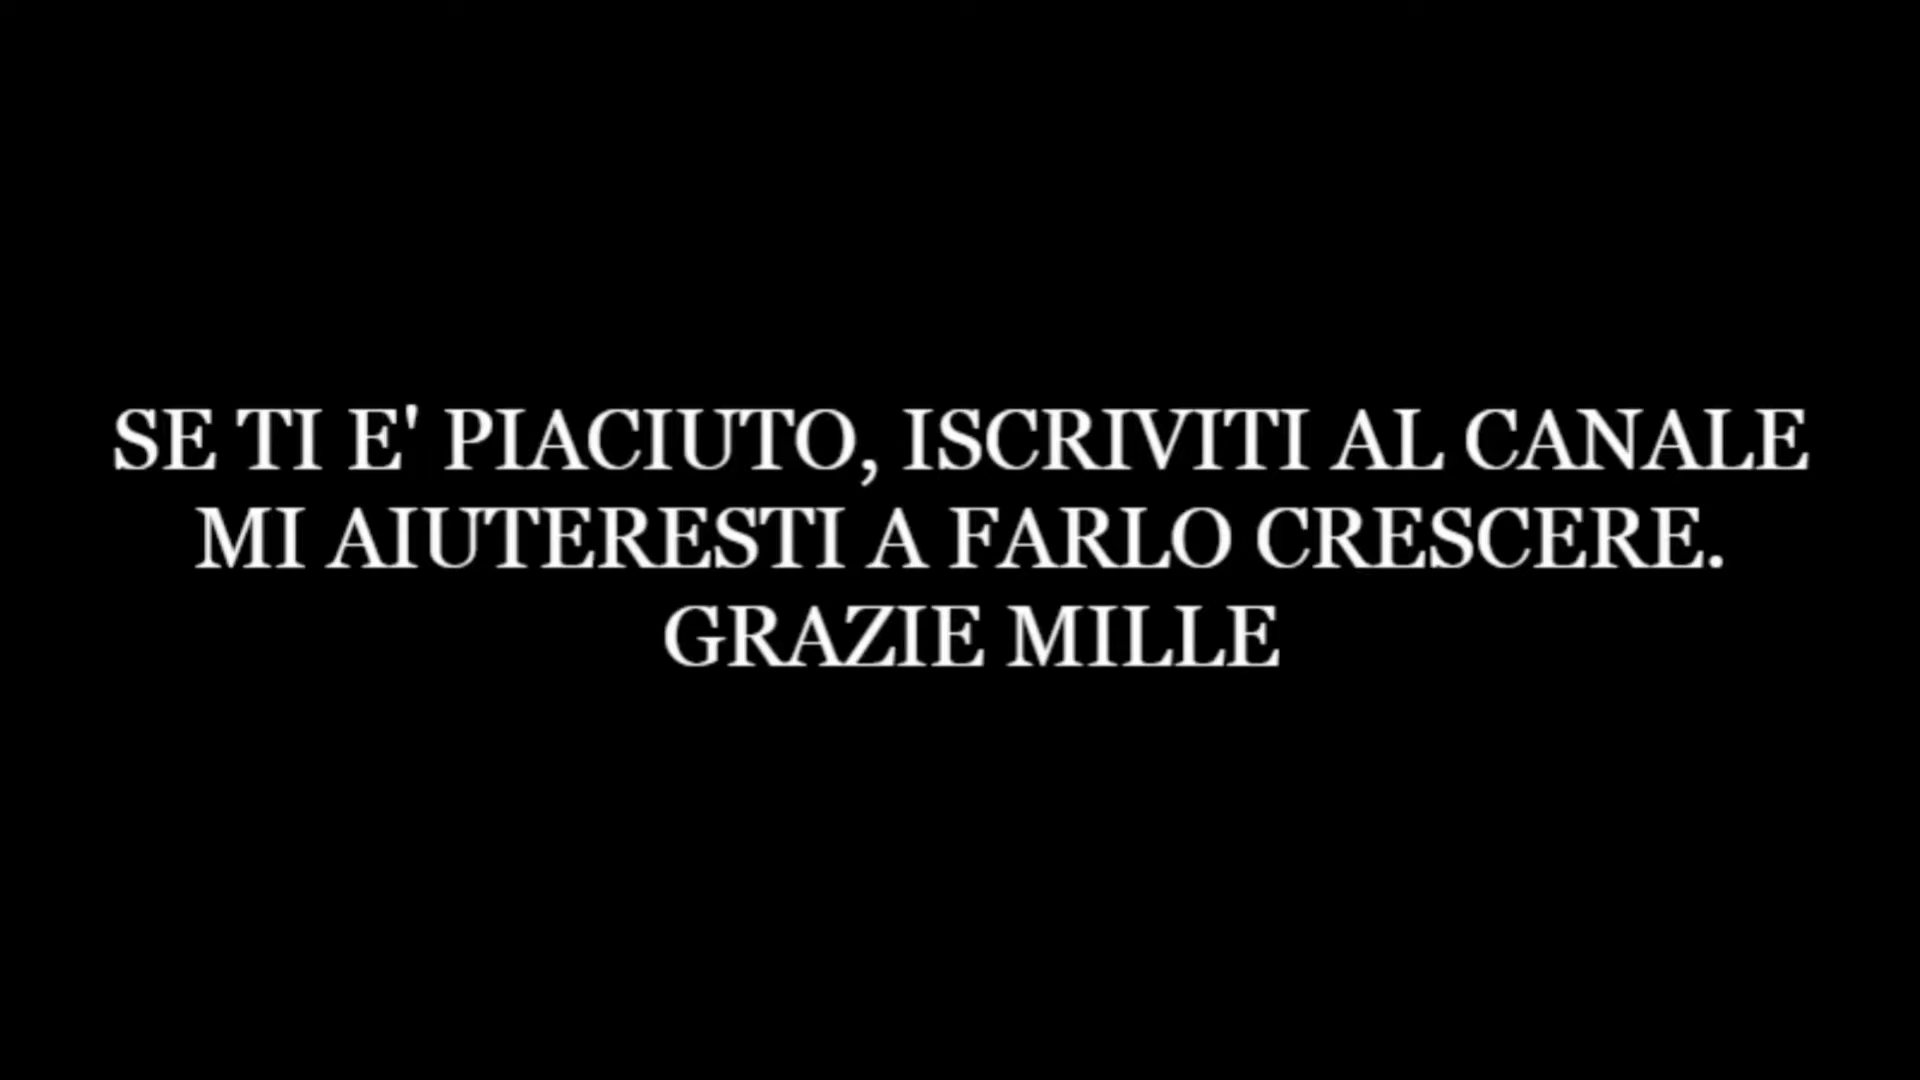 SE TI E' PIACIUTO, ISCRIVITI AL CANALE
MI AIUTERESTI A FARLO CRESCERE.
GRAZIE MILLE